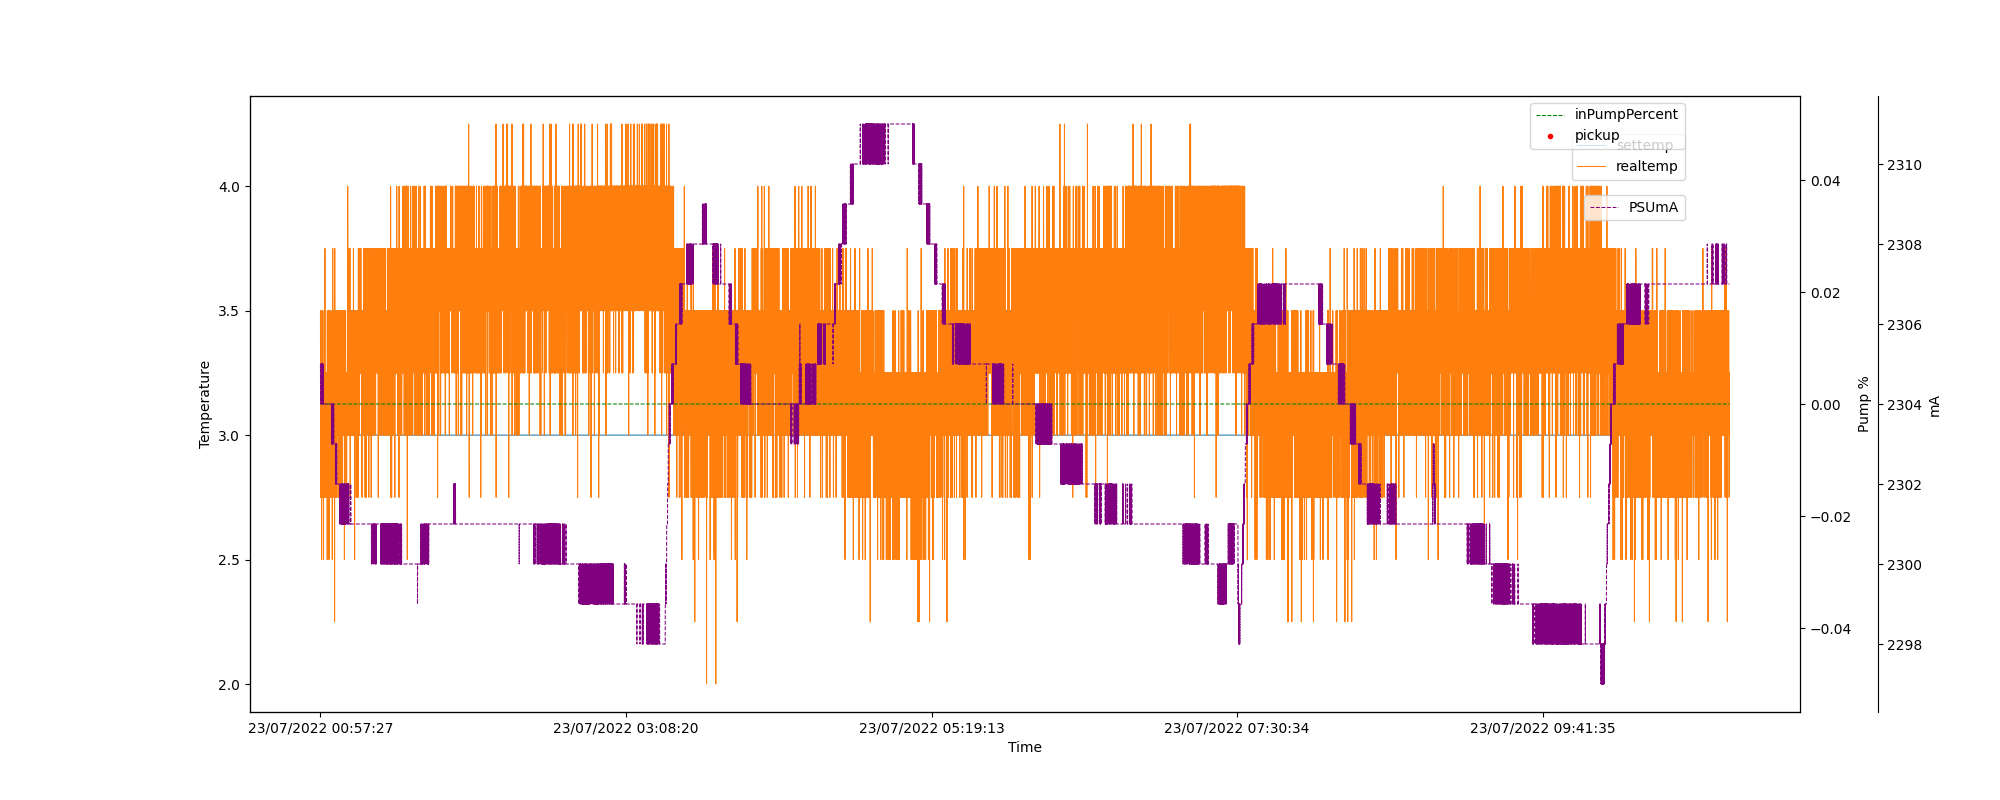 inPumpPercent
pickup
settemp
realtemp
PSUmA
4.0
3.5
3.0
2.5
2.0
Temperature
0.04
0.02
0.00
−0.02
−0.04
Pump %
2310
2308
2306
2304
2302
2300
2298
mA
23/07/2022 00:57:27
23/07/2022 03:08:20
23/07/2022 05:19:13
23/07/2022 07:30:34
23/07/2022 09:41:35
Time